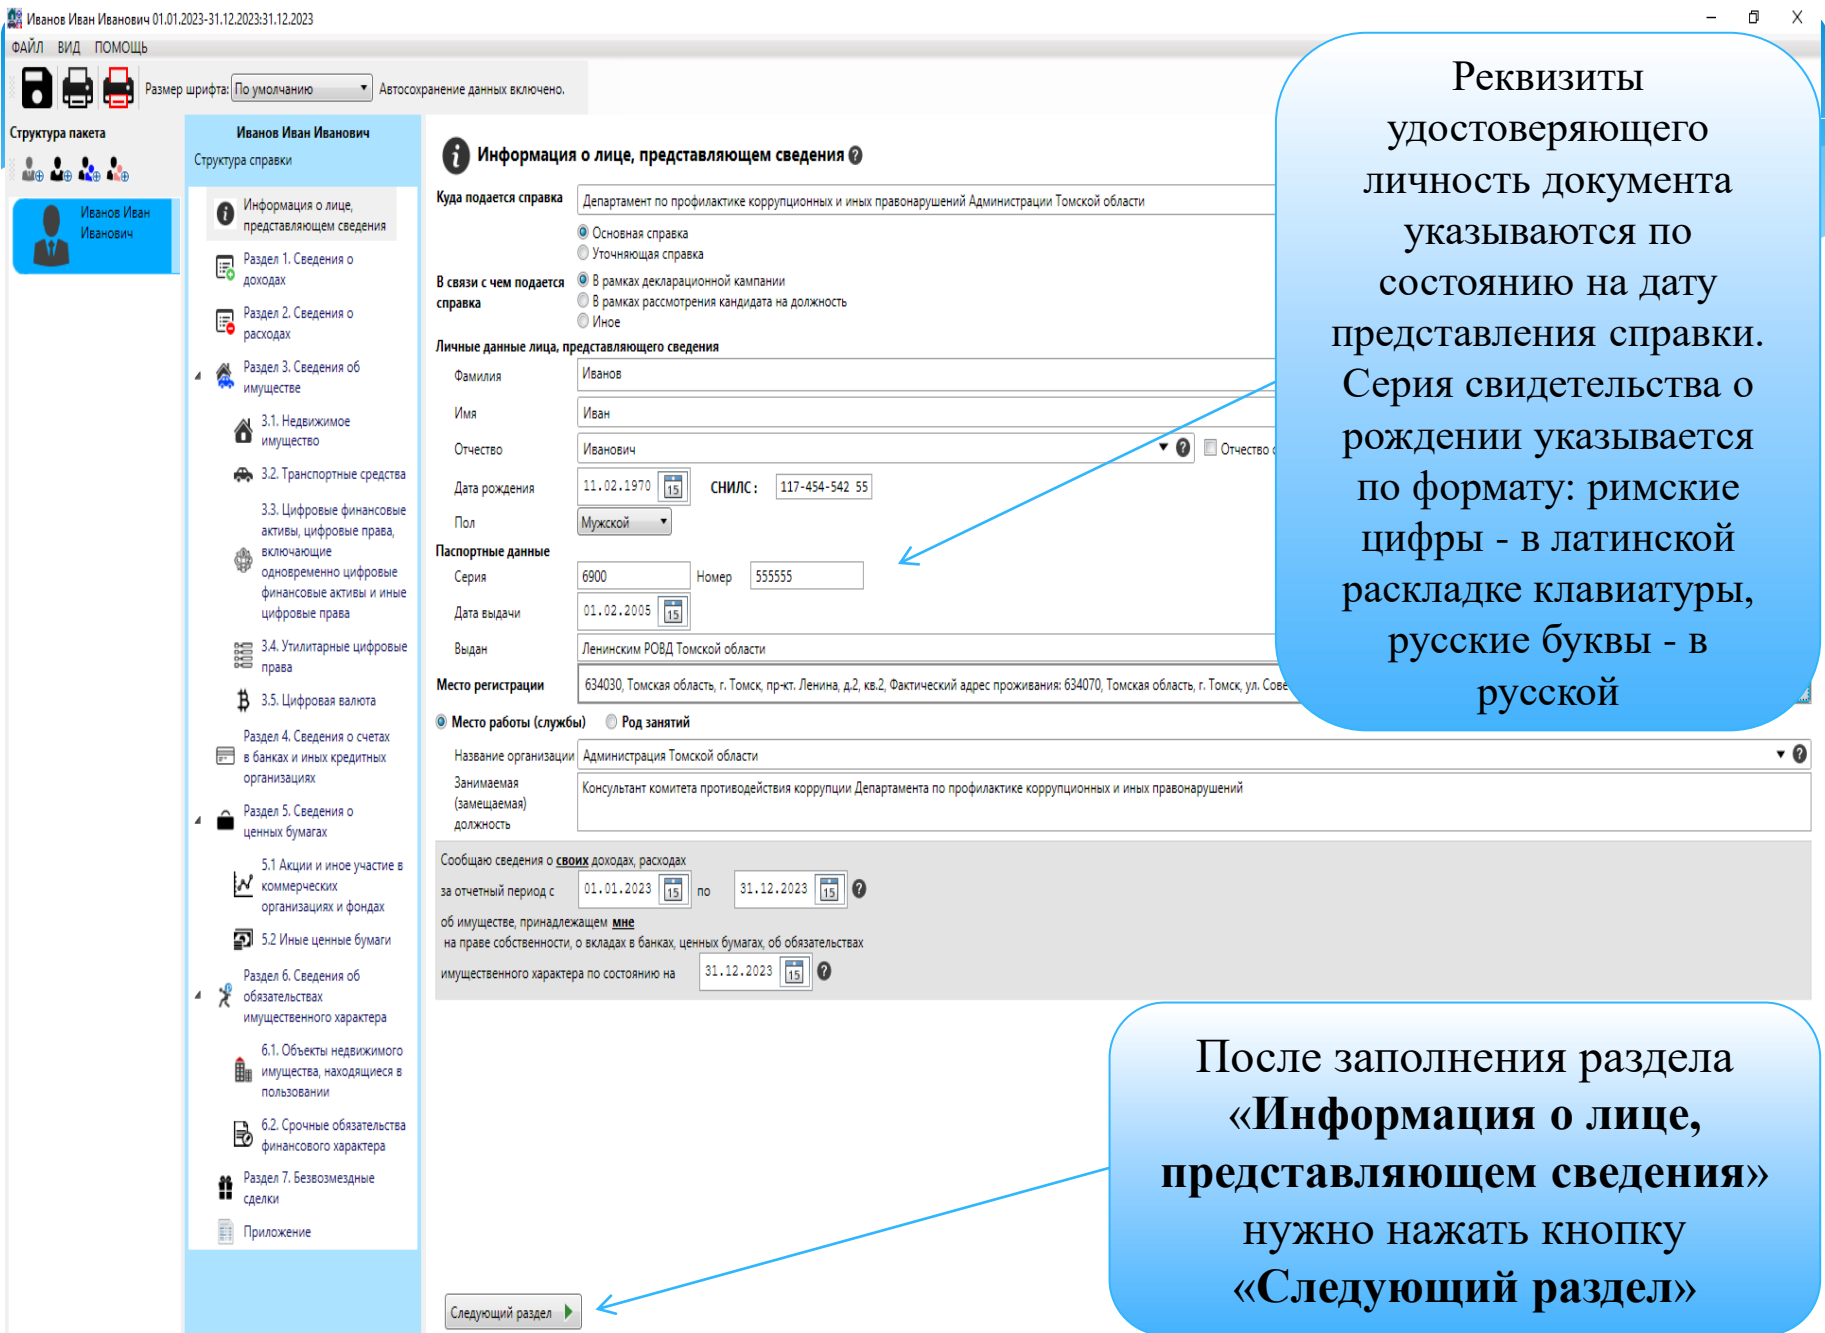 Иванов Иван Иванович 01.01.2023-31.12.2023:31.12.2023
ФАЙЛ ВИД ПОМОЩЬ
Размер шрифта: По умолчанию Автосохранение данных включено.
Структура пакета
Иванов Иван
Иванович
Иванов Иван Иванович
Структура справки
Информация о лице,
представляющем сведения
Раздел 1. Сведения о
доходах
Раздел 2. Сведения о
расходах
Раздел 3. Сведения об
имуществе
3.1. Недвижимое
имущество
3.2. Транспортные средства
3.3. Цифровые финансовые
активы, цифровые права,
включающие
одновременно цифровые
финансовые активы и иные
цифровые права
3.4. Утилитарные цифровые
права
3.5. Цифровая валюта
Раздел 4. Сведения о счетах
в банках и иных кредитных
организациях
Раздел 5. Сведения о
ценных бумагах
5.1 Акции и иное участие в
коммерческих
организациях и фондах
5.2 Иные ценные бумаги
Раздел 6. Сведения об
обязательствах
имущественного характера
6.1. Объекты недвижимого
имущества, находящиеся в
пользовании
6.2. Срочные обязательства
финансового характера
Раздел 7. Безвозмездные
сделки
Приложение
Информация о лице, представляющем сведения
Куда подается справка Департамент по профилактике коррупционных и иных правонарушений Администрации Томской области
Основная справка
Уточняющая справка
В связи с чем подается
справка
В рамках декларационной кампании
В рамках рассмотрения кандидата на должность
Иное
Личные данные лица, представляющего сведения
Фамилия Иванов
Имя Иван
Отчество Иванович Отчество
Дата рождения 11.02.1970 15 СНИЛС : 117-454-542 55
Пол Мужской
Паспортные данные
Серия 6900 Номер 555555
Дата выдачи 01.02.2005 15
Выдан Ленинским РОВД Томской области
Место регистрации 634030, Томская область, г. Томск, пр-кт. Ленина, д.2, кв.2, Фактический адрес проживания: 634070, Томская область, г. Томск, ул. Сове
Место работы (службы) Род занятий
Название организации Администрация Томской области
Занимаемая
(замещаемая)
должность
Консультант комитета противодействия коррупции Департамента по профилактике коррупционных и иных правонарушений
Сообщаю сведения о своих доходах, расходах
за отчетный период с 01.01.2023 15 по 31.12.2023 15
об имуществе, принадлежащем мне
на праве собственности, о вкладах в банках, ценных бумагах, об обязательствах
имущественного характера по состоянию на 31.12.2023 15
Следующий раздел
Реквизиты
удостоверяющего
личность документа
указываются по
состоянию на дату
представления справки.
Серия свидетельства о
рождении указывается
по формату: римские
цифры - в латинской
раскладке клавиатуры,
русские буквы - в
русской
После заполнения раздела
«Информация о лице,
представляющем сведения»
нужно нажать кнопку
«Следующий раздел»